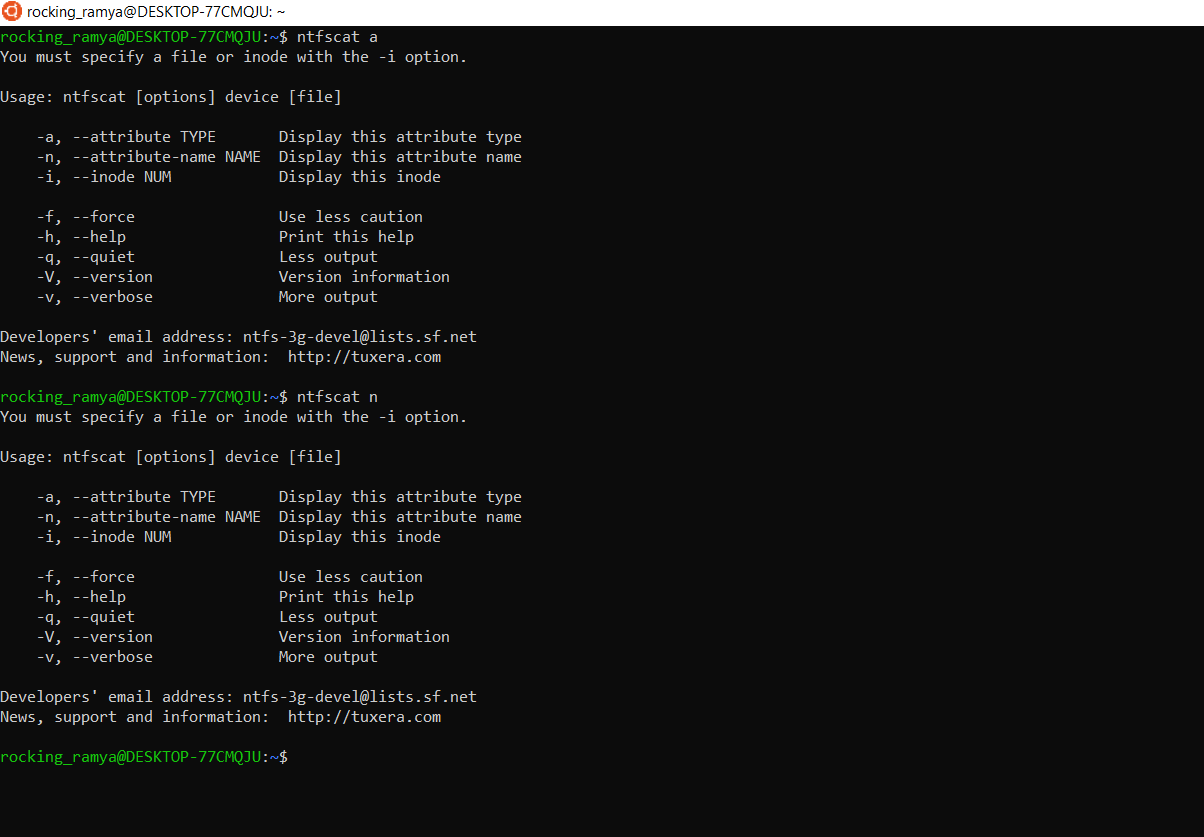 rocking_ramya@DESKTOP-77CMQJU: ~
rocking_ramya@DESKTOP-77CMQJU:~$ ntfscat a
You must specify a file or inode with the -i option.

Usage: ntfscat [options] device [file]

    -a, --attribute TYPE       Display this attribute type
    -n, --attribute-name NAME  Display this attribute name
    -i, --inode NUM            Display this inode

    -f, --force                Use less caution
    -h, --help                 Print this help
    -q, --quiet                Less output
    -V, --version              Version information
    -v, --verbose              More output

Developers' email address: ntfs-3g-devel@lists.sf.net
News, support and information:  http://tuxera.com

rocking_ramya@DESKTOP-77CMQJU:~$ ntfscat n
You must specify a file or inode with the -i option.

Usage: ntfscat [options] device [file]

    -a, --attribute TYPE       Display this attribute type
    -n, --attribute-name NAME  Display this attribute name
    -i, --inode NUM            Display this inode

    -f, --force                Use less caution
    -h, --help                 Print this help
    -q, --quiet                Less output
    -V, --version              Version information
    -v, --verbose              More output

Developers' email address: ntfs-3g-devel@lists.sf.net
News, support and information:  http://tuxera.com

rocking_ramya@DESKTOP-77CMQJU:~$